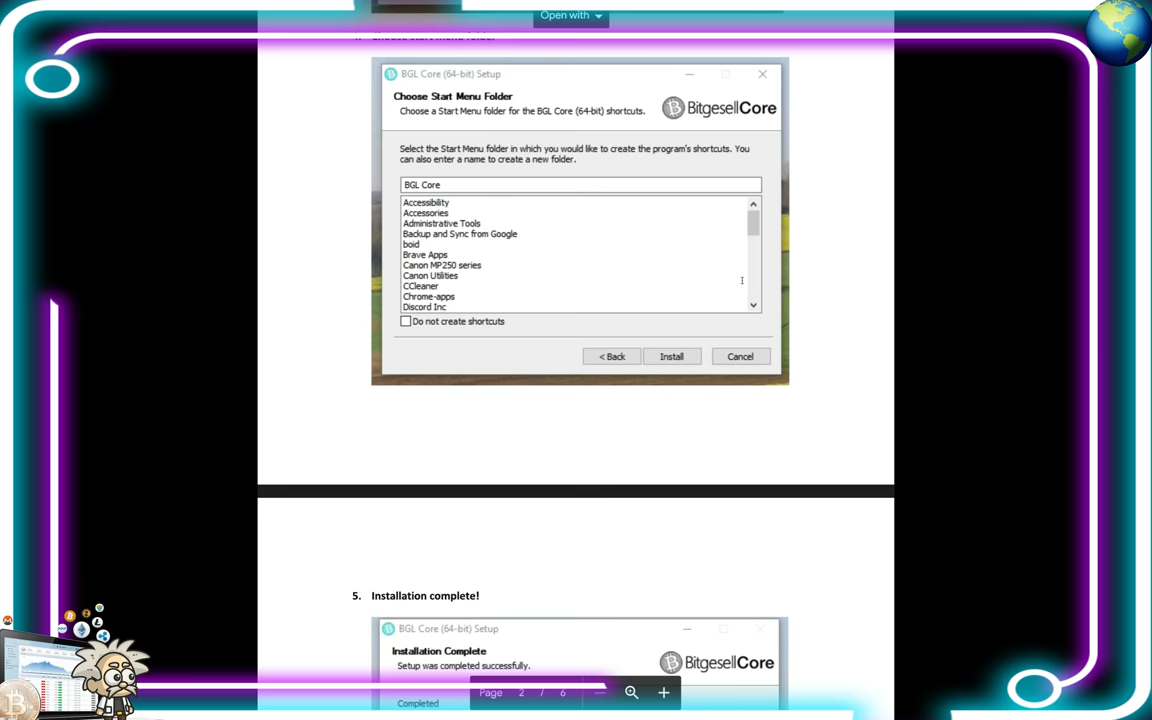 Open with
4. Choose start Menu folder
BGL Core (64-bit) Setup
Choose Start Menu Folder
Choose a Start Menu folder for the BGL Core (64-bit) shortcuts.
BitgesellCore
Select the Start Menu folder in which you would like to create the program's shortcuts. You
can also enter a name to create a new folder.
BGL Core
Accessibility
Accessories
Administrative Tools
Backup and Sync from Google
boid
Brave Apps
Canon MP250 series
Canon Utilities
CCleaner
Chrome-apps
Discord Inc
Do not create shortcuts
< Back
Install
Cancel
5. Installation complete!
BGL Core (64-bit) Setup
Installation Complete
Setup was completed successfully.
BitgesellCore
Completed
Page 2 / 6